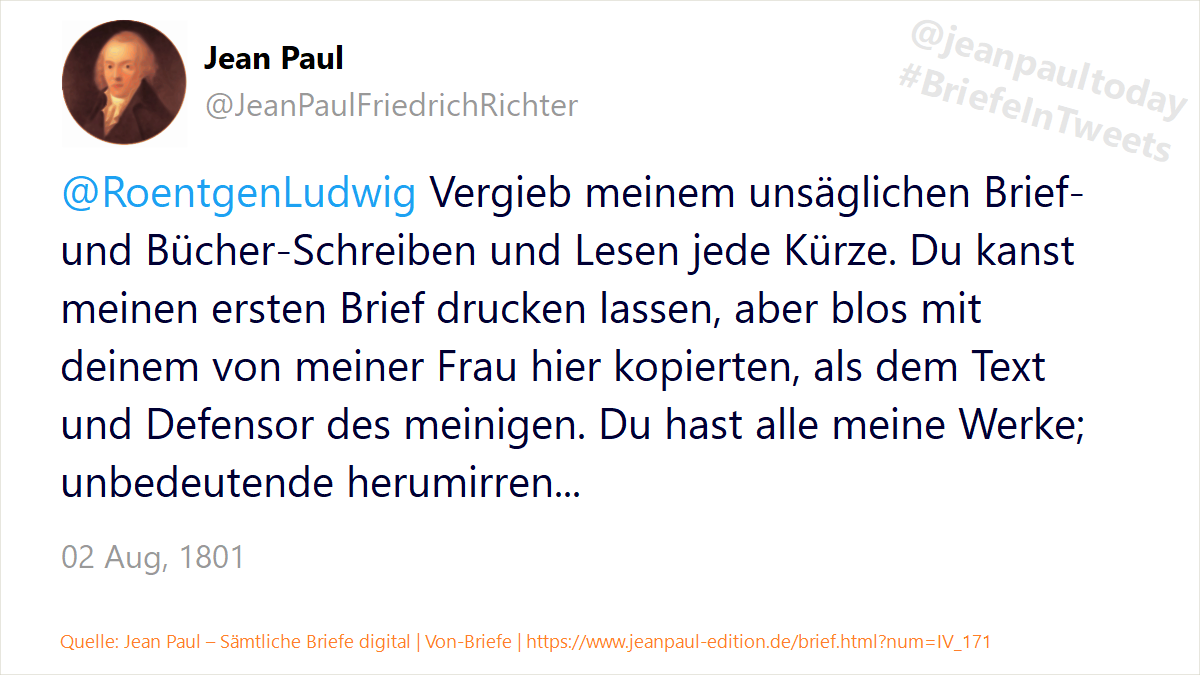 Jean Paul
@JeanPaulFriedrichRichter
@jeanpaultoday
#BriefeInTweets
@RoentgenLudwig Vergieb meinem unsäglichen Brief-
und Bücher-Schreiben und Lesen jede Kürze. Du kanst
meinen ersten Brief drucken lassen, aber blos mit
deinem von meiner Frau hier kopierten, als dem Text
und Defensor des meinigen. Du hast alle meine Werke;
unbedeutende herumirren...
02 Aug, 1801
Quelle: Jean Paul – Sämtliche Briefe digital | Von-Briefe | https://www.jeanpaul-edition.de/brief.html?num=IV_171